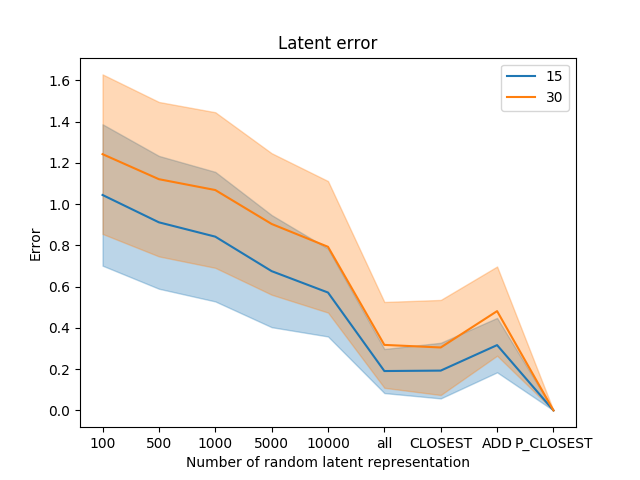 Latent error
15
30
Error
1.6
1.4
1.2
1.0
0.8
0.6
0.4
0.2
0.0
100 500 1000 5000 10000 all CLOSEST ADD P_CLOSEST
Number of random latent representation